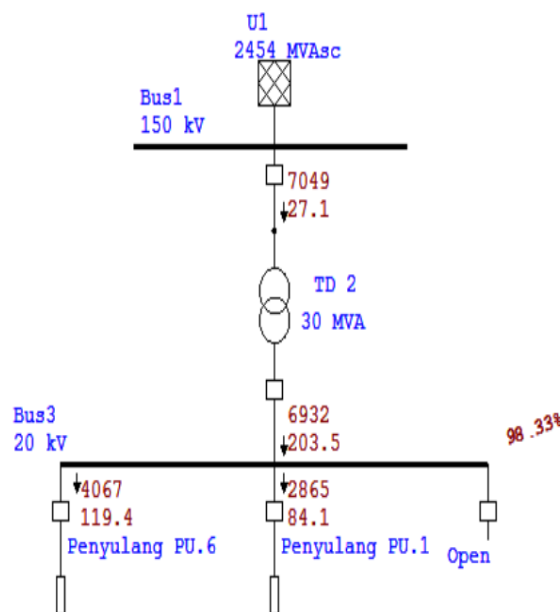 U1
2454 MVAsc
Bus1
150 kV
7049
27.1
TD 2
30 MVA
6932
203.5
Bus3
20 kV
98.33%
4067
119.4
2865
84.1
Penyulang PU.6
Penyulang PU.1
Open